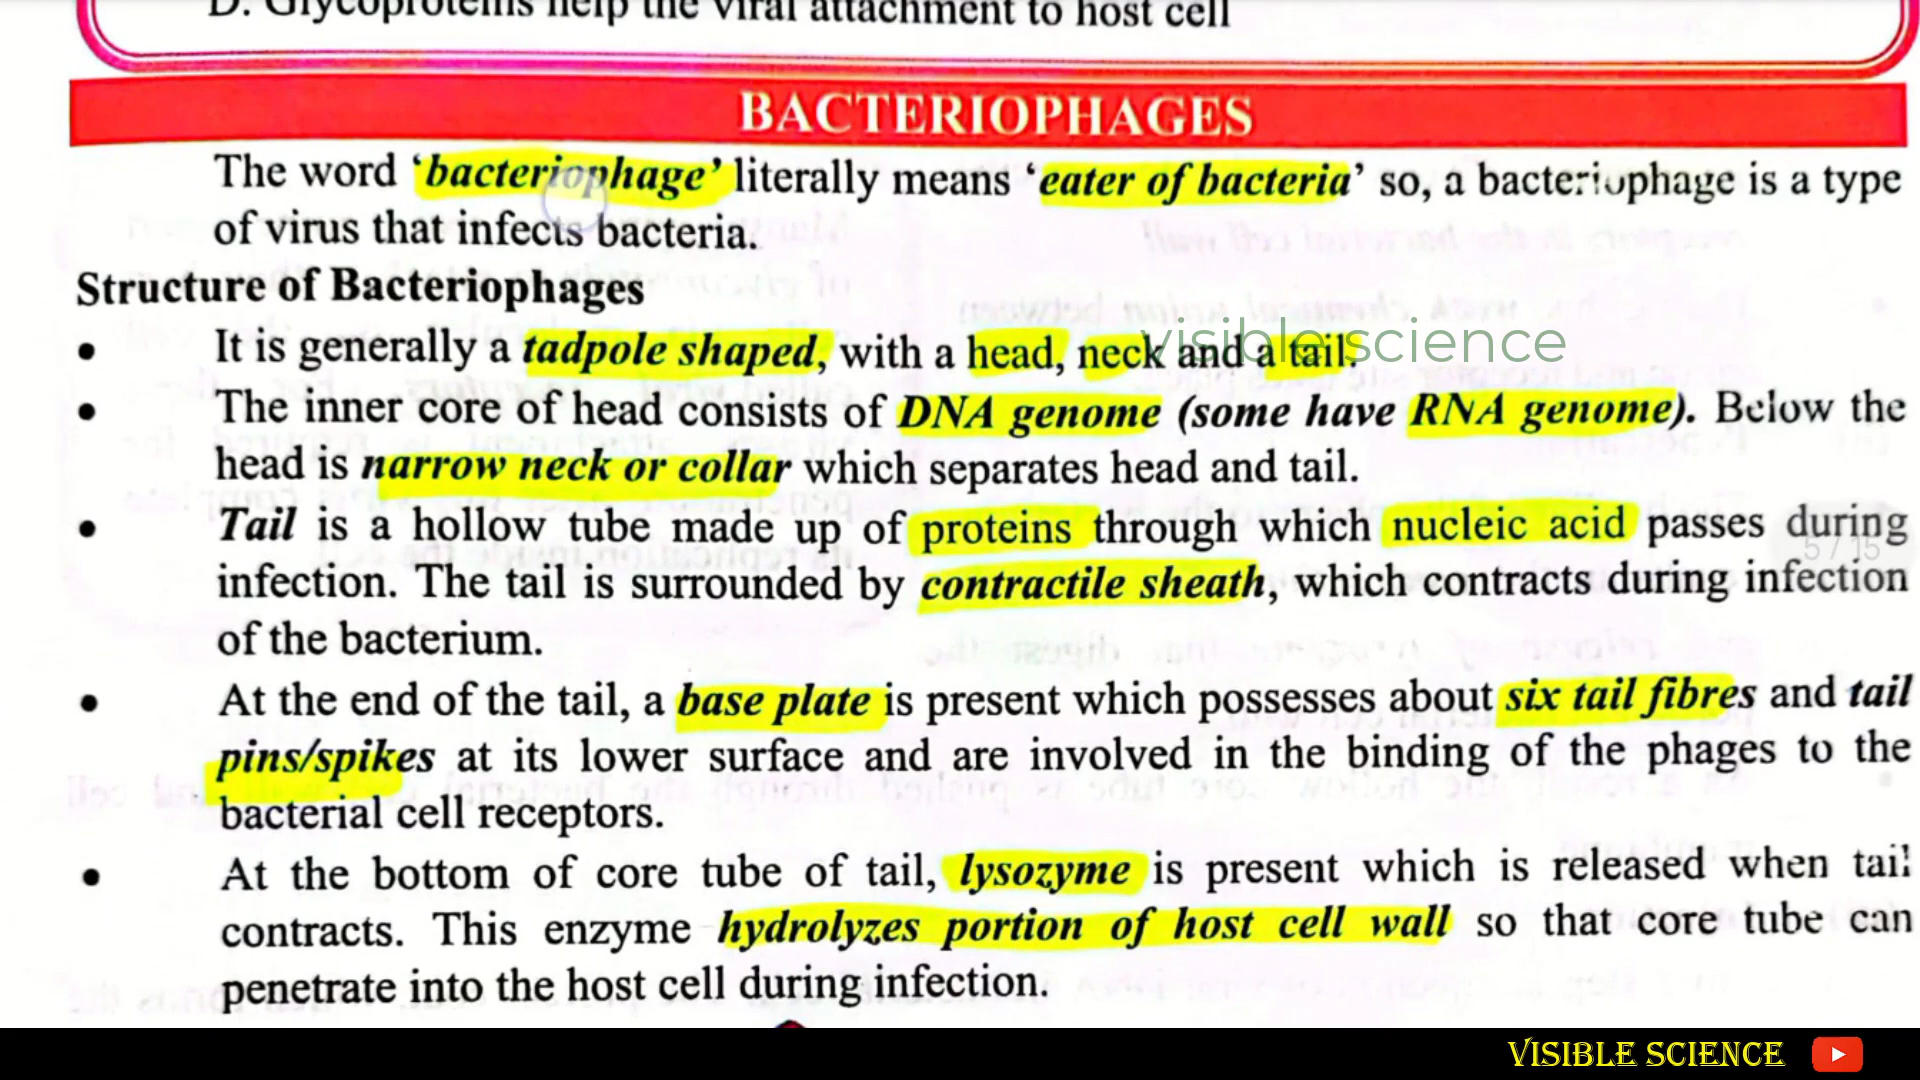 D. Glycoproteins help the viral attachment to host cell
BACTERIOPHAGES
The word ‘bacteriophage’ literally means ‘eater of bacteria’ so, a bacteriophage is a type
of virus that infects bacteria.
Structure of Bacteriophages
• It is generally a tadpole shaped, with a head, neck and a tail.
visible science
• The inner core of head consists of DNA genome (some have RNA genome). Below the
head is narrow neck or collar which separates head and tail.
• Tail is a hollow tube made up of proteins through which nucleic acid passes during
5 / 15
infection. The tail is surrounded by contractile sheath, which contracts during infection
of the bacterium.
• At the end of the tail, a base plate is present which possesses about six tail fibres and tail
pins/spikes at its lower surface and are involved in the binding of the phages to the
bacterial cell receptors.
• At the bottom of core tube of tail, lysozyme is present which is released when tail
contracts. This enzyme hydrolyzes portion of host cell wall so that core tube can
penetrate into the host cell during infection.
VISIBLE SCIENCE